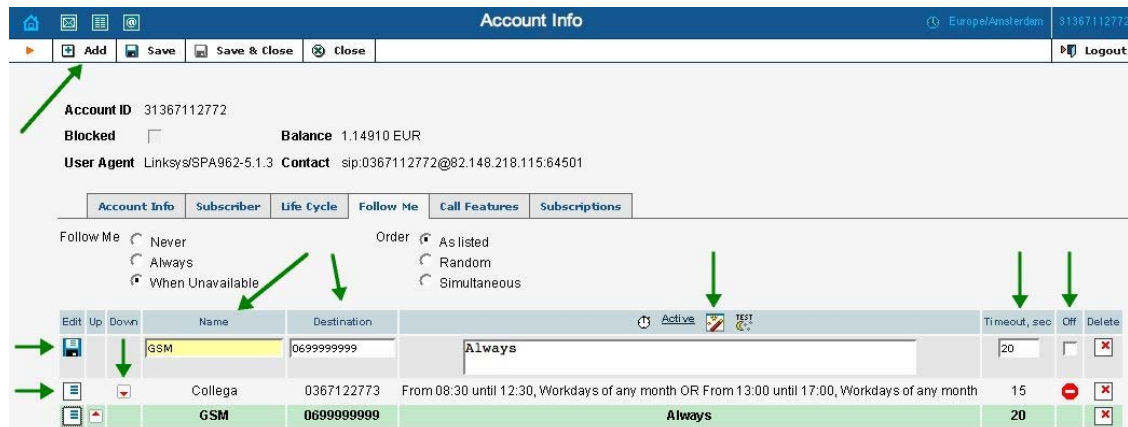 Account Info
Europe/Amsterdam 31367112772
Add Save Save & Close Close Logout
Account ID 31367112772
Blocked Balance 1.14910 EUR
User Agent Linksys/SPA962-5.1.3 Contact sip:0367112772@82.148.218.115:64501
Account Info Subscriber Life Cycle Follow Me Call Features Subscriptions
Follow Me Never Order As listed
Always Random
When Unavailable Simultaneous
Edit Up Down Name Destination Active TEST Timeout, sec Off Delete
GSM 0699999999 Always 20
Collega 0367122773 From 08:30 until 12:30, Workdays of any month OR From 13:00 until 17:00, Workdays of any month 15
GSM 0699999999 Always 20